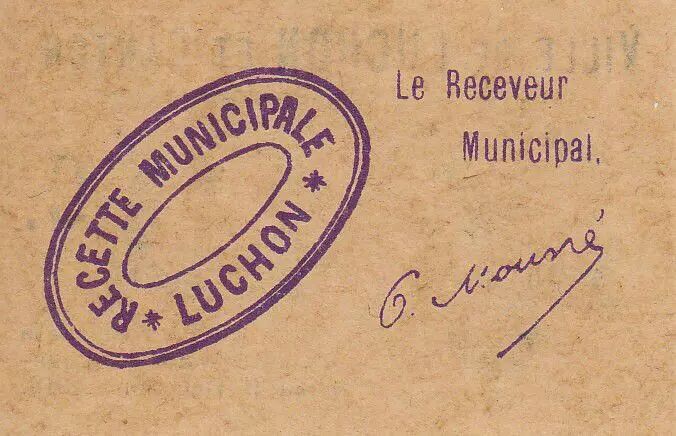 RECETTE MUNICIPALE
* LUCHON *
Le Receveur
Municipal.